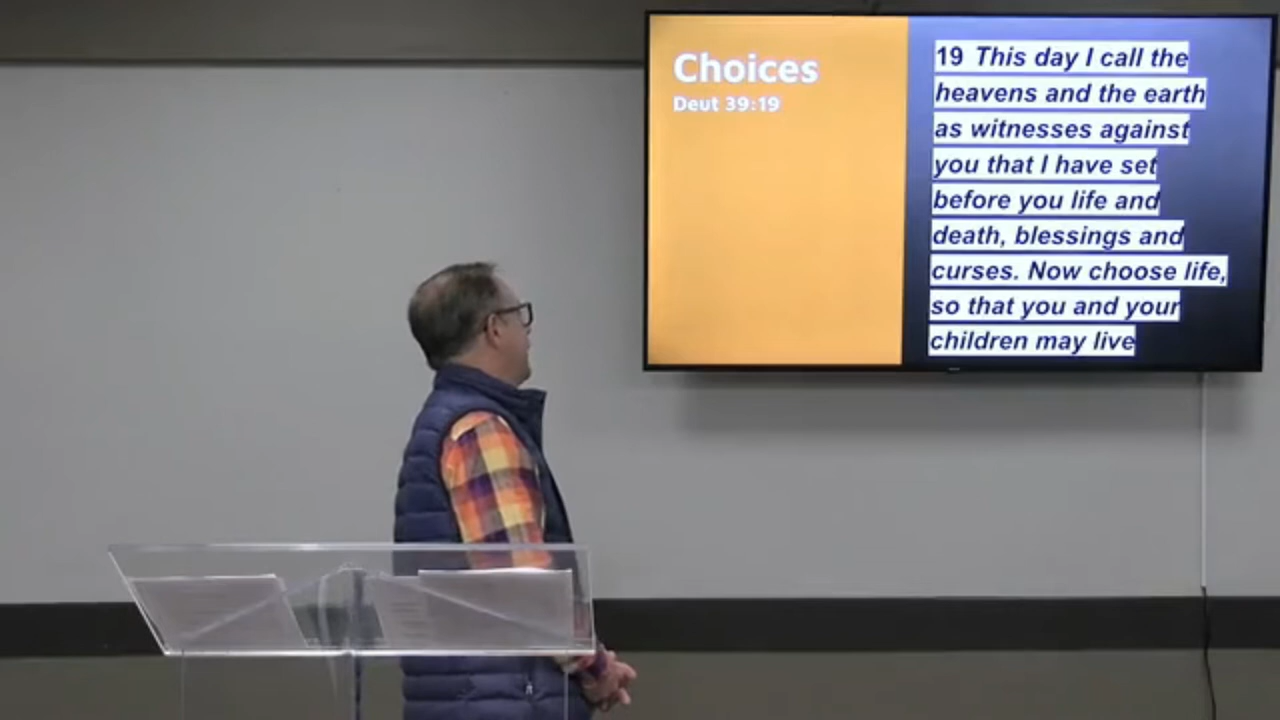 Choices
Deut 39:19
19 This day I call the
heavens and the earth
as witnesses against
you that I have set
before you life and
death, blessings and
curses. Now choose life,
so that you and your
children may live